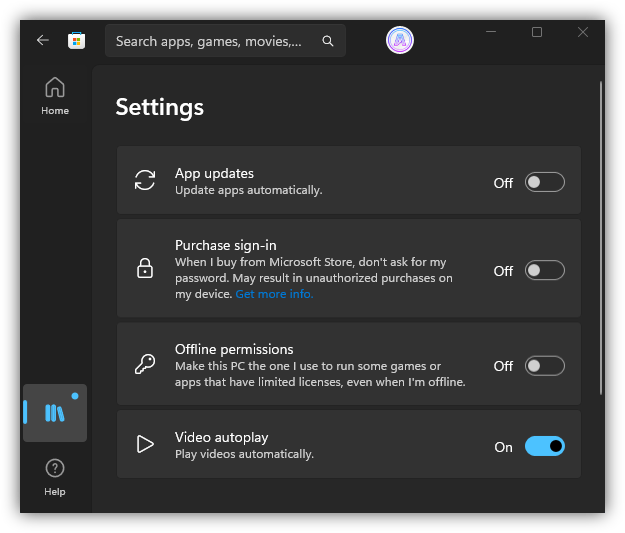 Search apps, games, movies,...
Home
Settings
App updates
Update apps automatically.
Off
Purchase sign-in
When I buy from Microsoft Store, don't ask for my
password. May result in unauthorized purchases on
my device. Get more info.
Off
Offline permissions
Make this PC the one I use to run some games or
apps that have limited licenses, even when I'm offline.
Off
Video autoplay
Play videos automatically.
On
Help